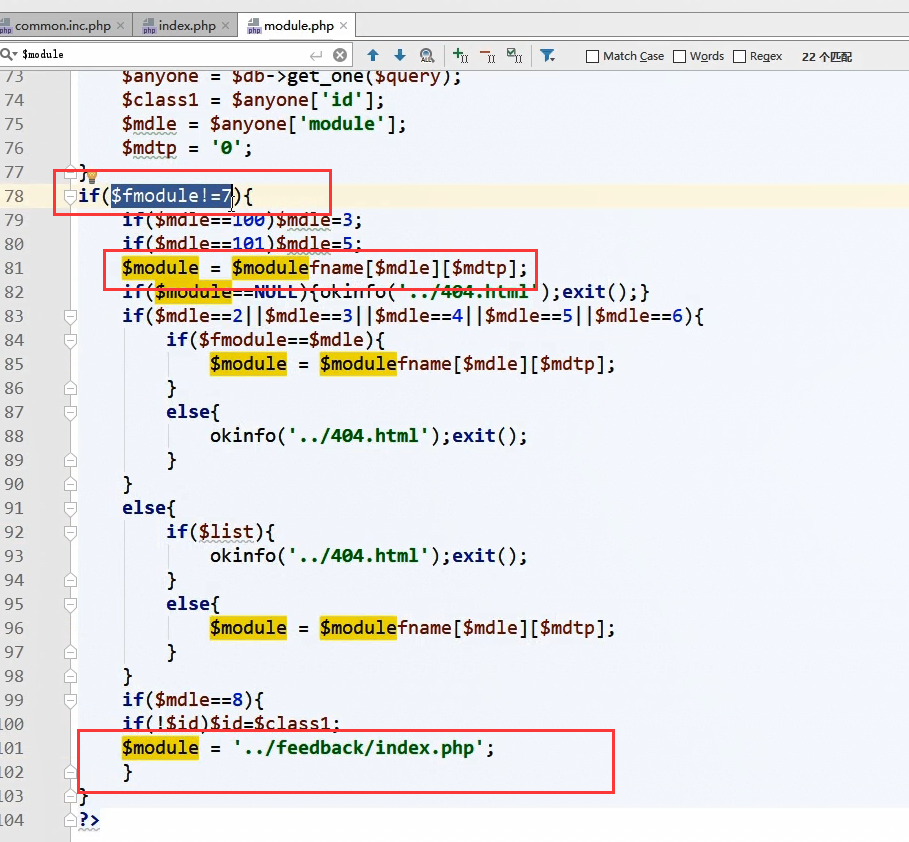 common.inc.php × index.php × module.php ×
$module Match Case Words Regex 22 个匹配
73 $anyone = $db->get_one($query);
74 $class1 = $anyone['id'];
75 $mdle = $anyone['module'];
76 $mdtp = '0';
77 }
78 if($fmodule!=7){
79 if($mdle==100)$mdle=3;
80 if($mdle==101)$mdle=5;
81 $module = $modulefname[$mdle][$mdtp];
82 if($module==NULL){okinfo('../404.html');exit();}
83 if($mdle==2||$mdle==3||$mdle==4||$mdle==5||$mdle==6){
84 if($fmodule==$mdle){
85 $module = $modulefname[$mdle][$mdtp];
86 }
87 else{
88 okinfo('../404.html');exit();
89 }
90 }
91 else{
92 if($list){
93 okinfo('../404.html');exit();
94 }
95 else{
96 $module = $modulefname[$mdle][$mdtp];
97 }
98 }
99 if($mdle==8){
100 if(!$id)$id=$class1;
101 $module = '../feedback/index.php';
102 }
103 }
104 ?>